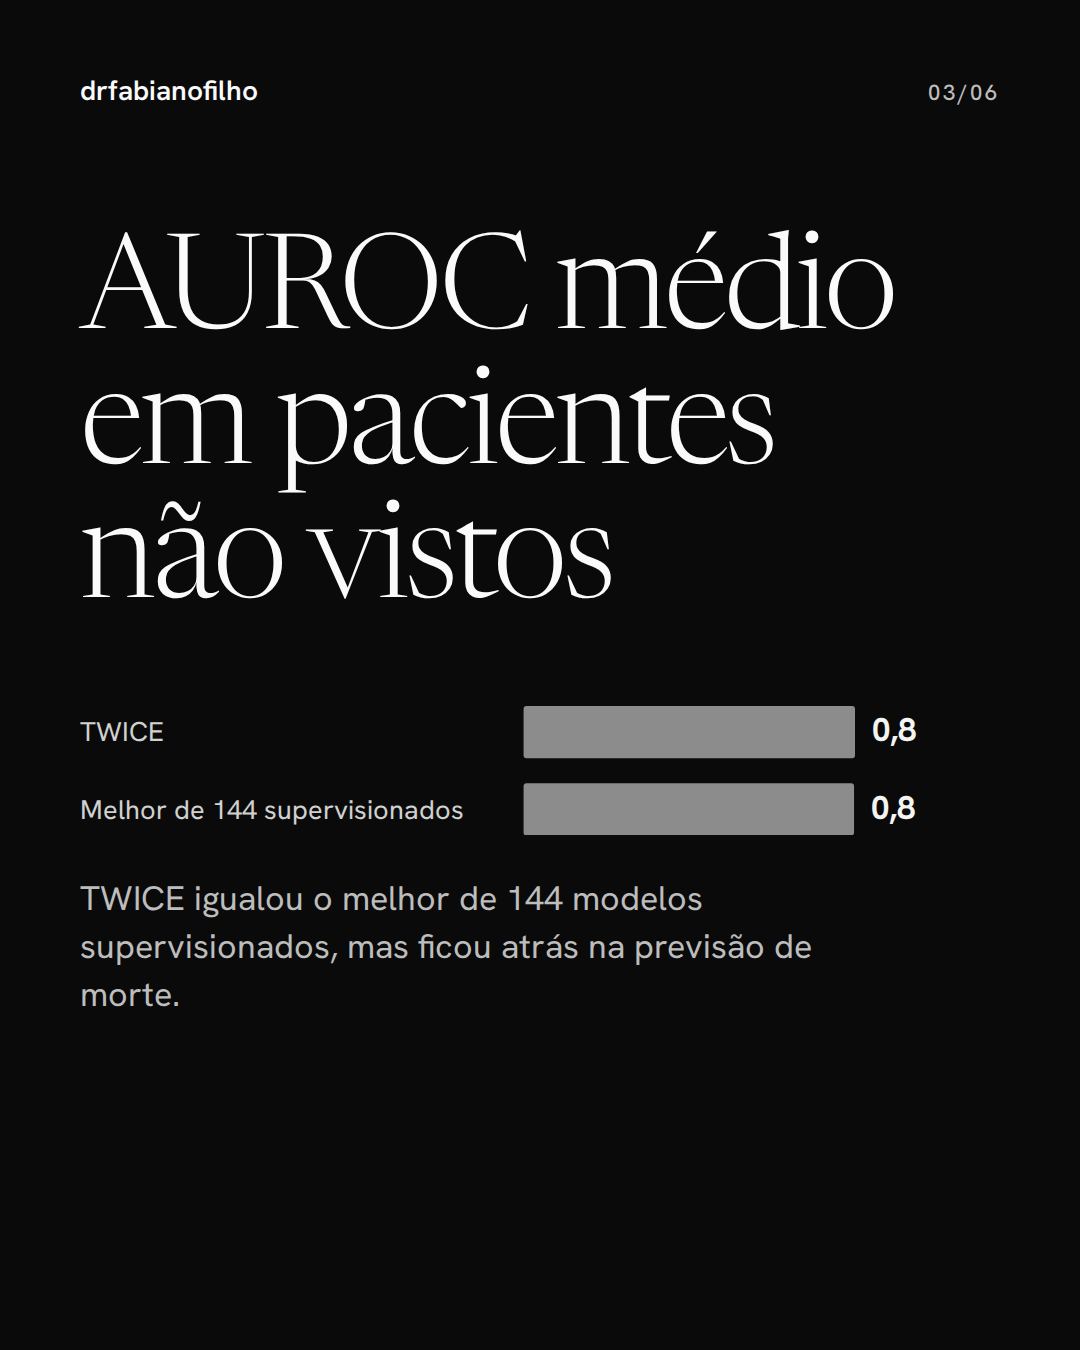 drfabianofilho
03/06
AUROC médio
em pacientes
não vistos
TWICE
0,8
Melhor de 144 supervisionados
0,8
TWICE igualou o melhor de 144 modelos
supervisionados, mas ficou atrás na previsão de
morte.